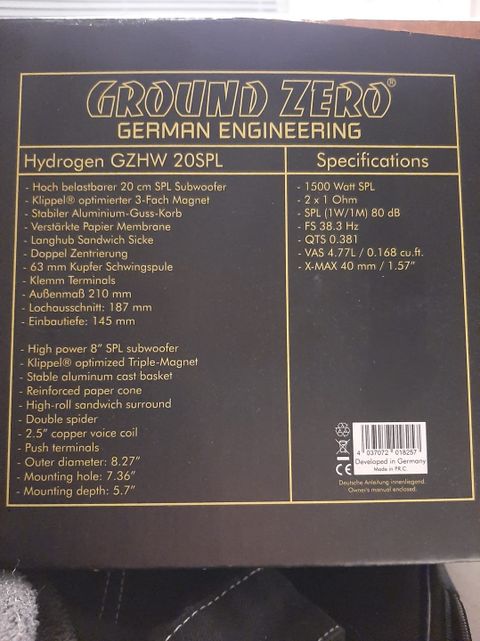 GROUND ZERO®
GERMAN ENGINEERING
Hydrogen GZHW 20SPL
- Hoch belastbarer 20 cm SPL Subwoofer
- Klippel® optimierter 3-Fach Magnet
- Stabiler Aluminium-Guss-Korb
- Verstärkte Papier Membrane
- Langhub Sandwich Sicke
- Doppel Zentrierung
- 63 mm Kupfer Schwingspule
- Klemm Terminals
- Außenmaß 210 mm
- Lochausschnitt: 187 mm
- Einbautiefe: 145 mm
- High power 8" SPL subwoofer
- Klippel® optimized Triple-Magnet
- Stable aluminum cast basket
- Reinforced paper cone
- High-roll sandwich surround
- Double spider
- 2.5" copper voice coil
- Push terminals
- Outer diameter: 8.27"
- Mounting hole: 7.36"
- Mounting depth: 5.7"
Specifications
- 1500 Watt SPL
- 2 x 1 Ohm
- SPL (1W/1M) 80 dB
- FS 38.3 Hz
- QTS 0.381
- VAS 4.77L / 0.168 cu.ft.
- X-MAX 40 mm / 1.57"
4 037072 018257
Developed in Germany
Made in P.R.C.
CE
Deutsche Anleitung innenliegend.
Owner's manual enclosed.